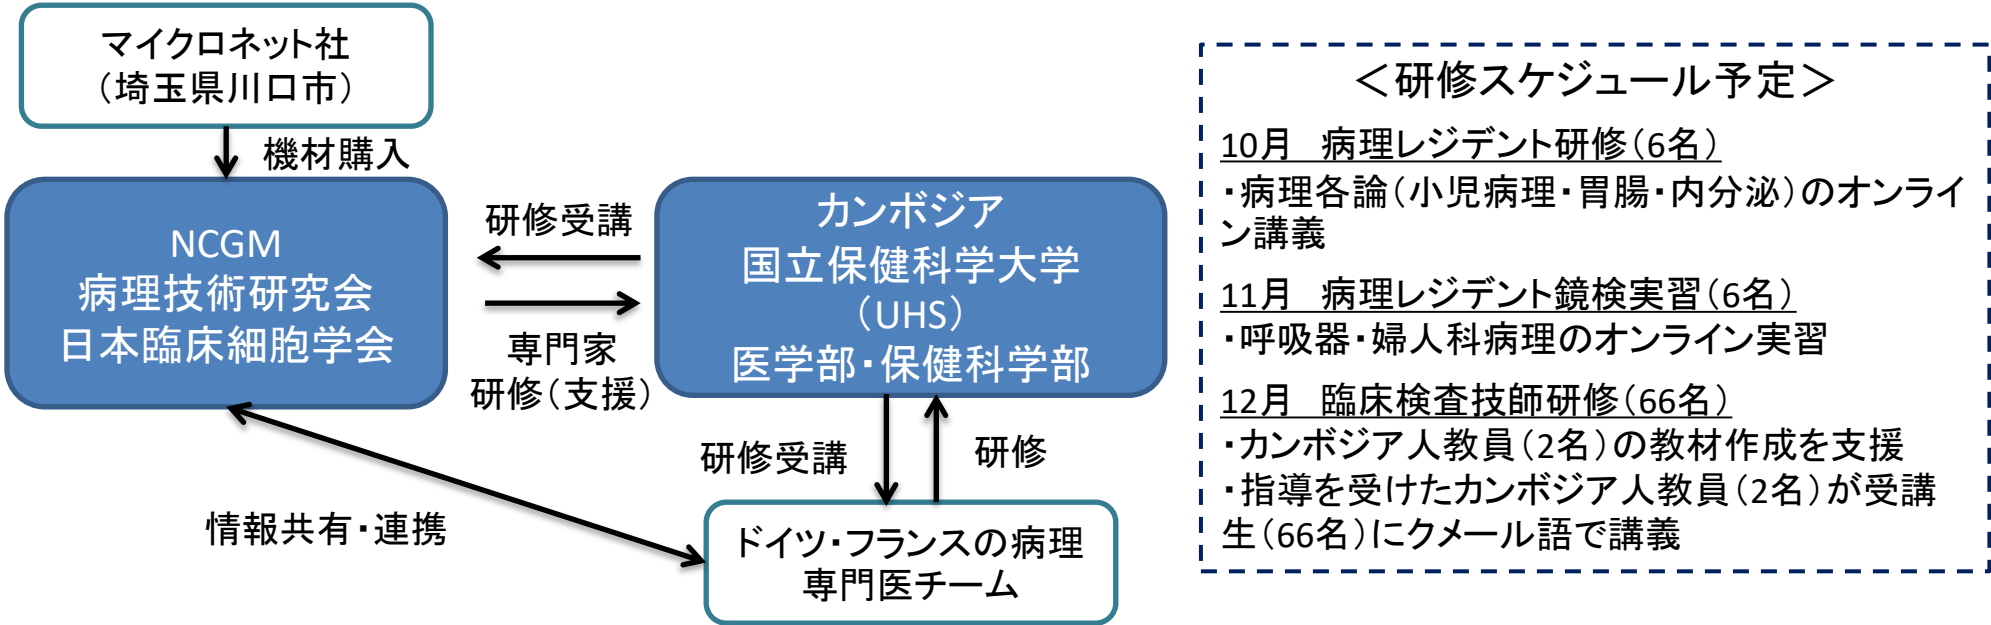 マイクロネット社
（埼玉県川口市）
機材購入
NCGM
病理技術研究会
日本臨床細胞学会
研修受講
専門家
研修（支援）
カンボジア
国立保健科学大学
（UHS）
医学部・保健科学部
研修受講
研修
情報共有・連携
ドイツ・フランスの病理
専門医チーム
＜研修スケジュール予定＞
10月　病理レジデント研修（6名）
・病理各論（小児病理・胃腸・内分泌）のオンライ
ン講義
11月　病理レジデント鏡検実習（6名）
・呼吸器・婦人科病理のオンライン実習
12月　臨床検査技師研修（66名）
・カンボジア人教員（2名）の教材作成を支援
・指導を受けたカンボジア人教員（2名）が受講
生（66名）にクメール語で講義